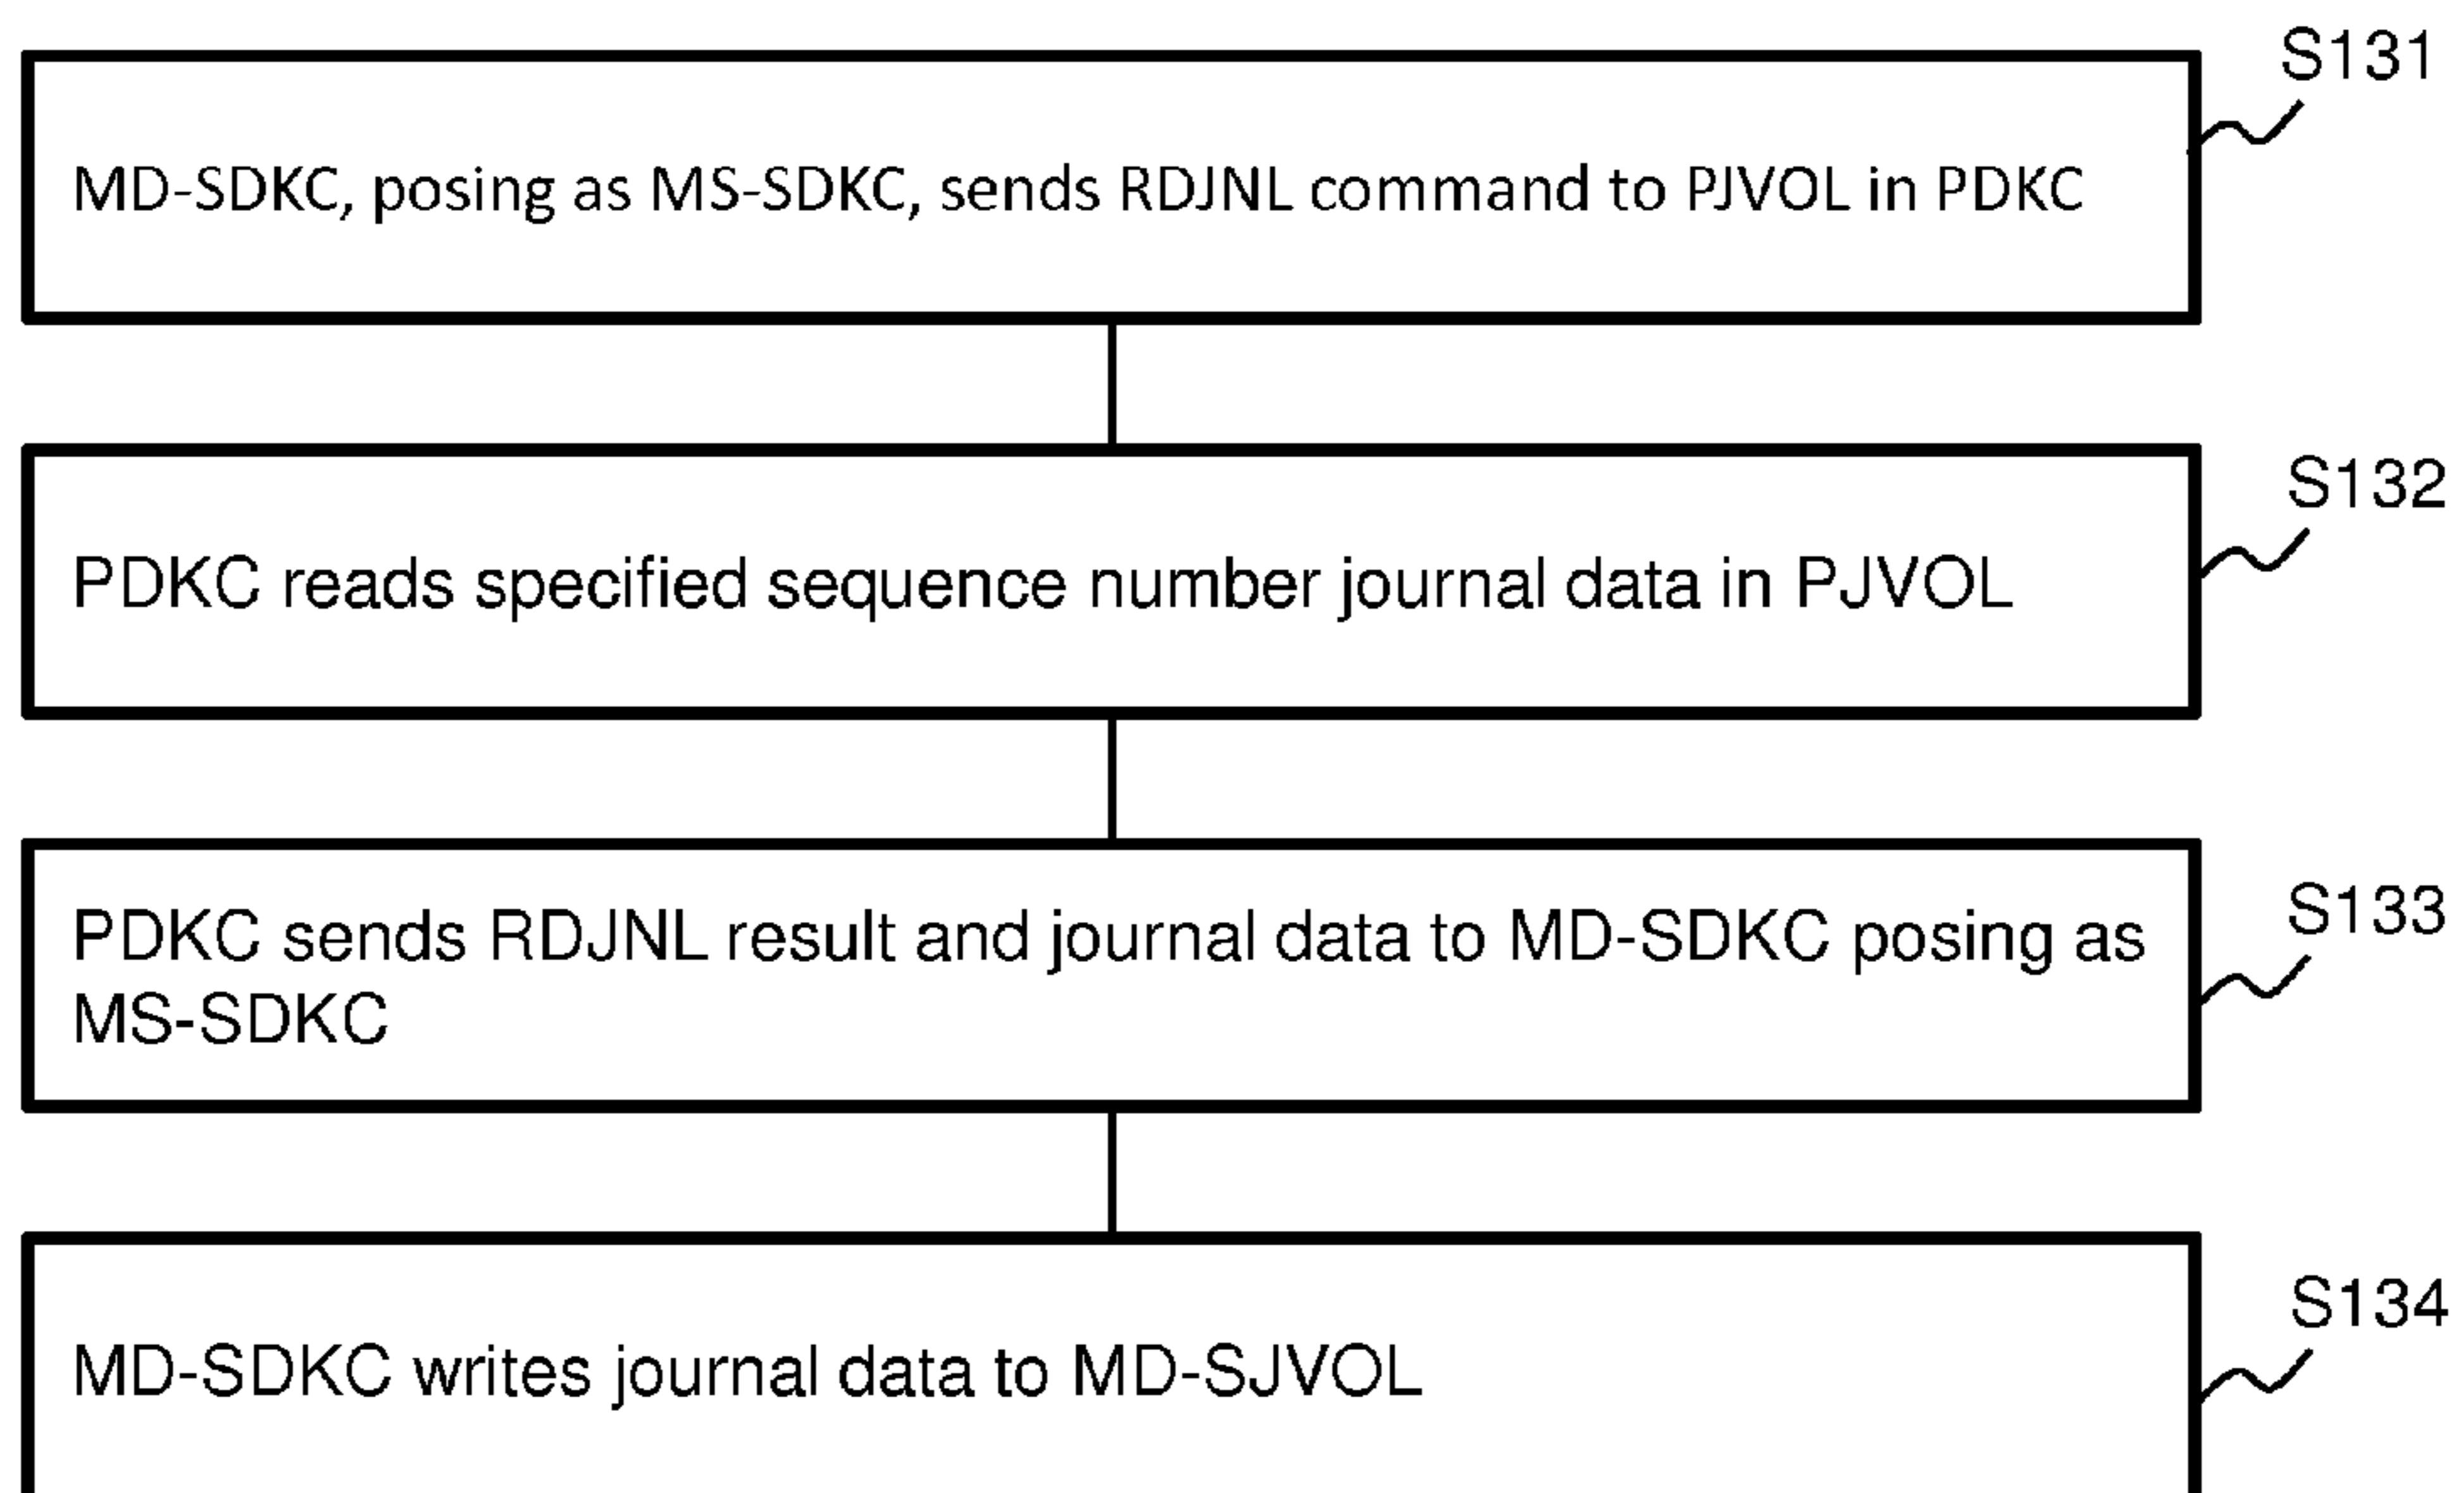 S131
MD-SDKC, posing as MS-SDKC, sends RDJNL command to PJVOL in PDKC
S132
PDKC reads specified sequence number journal data in PJVOL
S133
PDKC sends RDJNL result and journal data to MD-SDKC posing as
MS-SDKC
S134
MD-SDKC writes journal data to MD-SJVOL